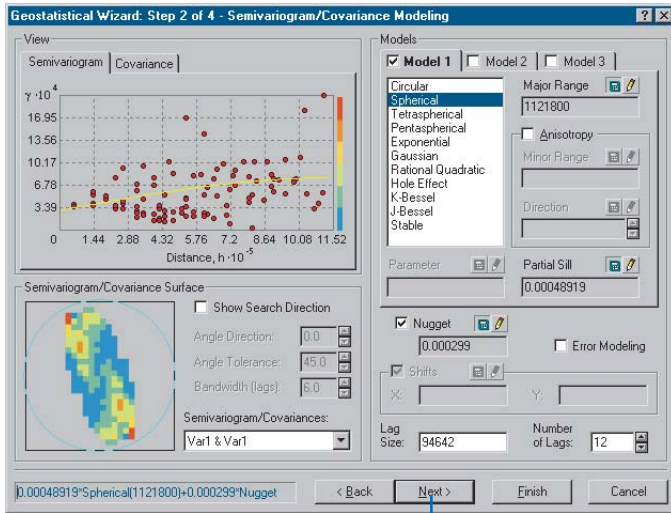 Geostatistical Wizard: Step 2 of 4 - Semivariogram/Covariance Modeling
View
Semivariogram Covariance
γ·10⁴
16.95
13.56
10.17
6.78
3.39
0 1.44 2.88 4.32 5.76 7.2 8.64 10.08 11.52
Distance, h·10⁻⁵
Semivariogram/Covariance Surface
Show Search Direction
Angle Direction: 0.0
Angle Tolerance: 45.0
Bandwidth (lags): 6.0
Semivariogram/Covariances:
Var1 & Var1
Models
Model 1 Model 2 Model 3
Circular
Spherical
Tetraspherical
Pentaspherical
Exponential
Gaussian
Rational Quadratic
Hole Effect
K-Bessel
J-Bessel
Stable
Major Range
1121800
Anisotropy
Minor Range
Direction
Parameter
Partial Sill
0.00048919
Nugget
0.000299
Error Modeling
Shifts
X: Y:
Lag Size: 94642
Number of Lags: 12
0.00048919*Spherical(1121800)+0.000299*Nugget
< Back Next > Finish Cancel